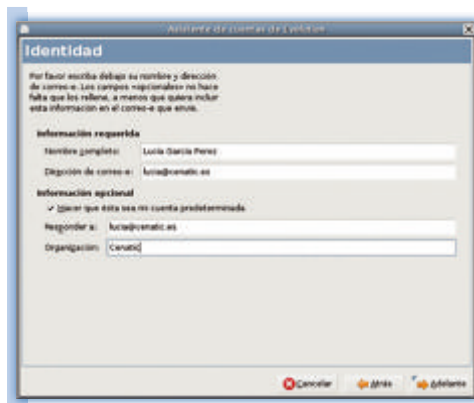 Asistente de cuentas de Evolution
Identidad
Por favor escriba debajo su nombre y dirección
de correo-e. Los campos «opcionales» no hace
falta que los rellene, a menos que quiera incluir
esta información en el correo-e que envíe.
Información requerida
Nombre completo: Lucia Garcia Perez
Dirección de correo-e: lucia@cenatic.es
Información opcional
Hacer que ésta sea mi cuenta predeterminada
Responder a: lucia@cenatic.es
Organización: Cenatic
Cancelar Atrás Adelante